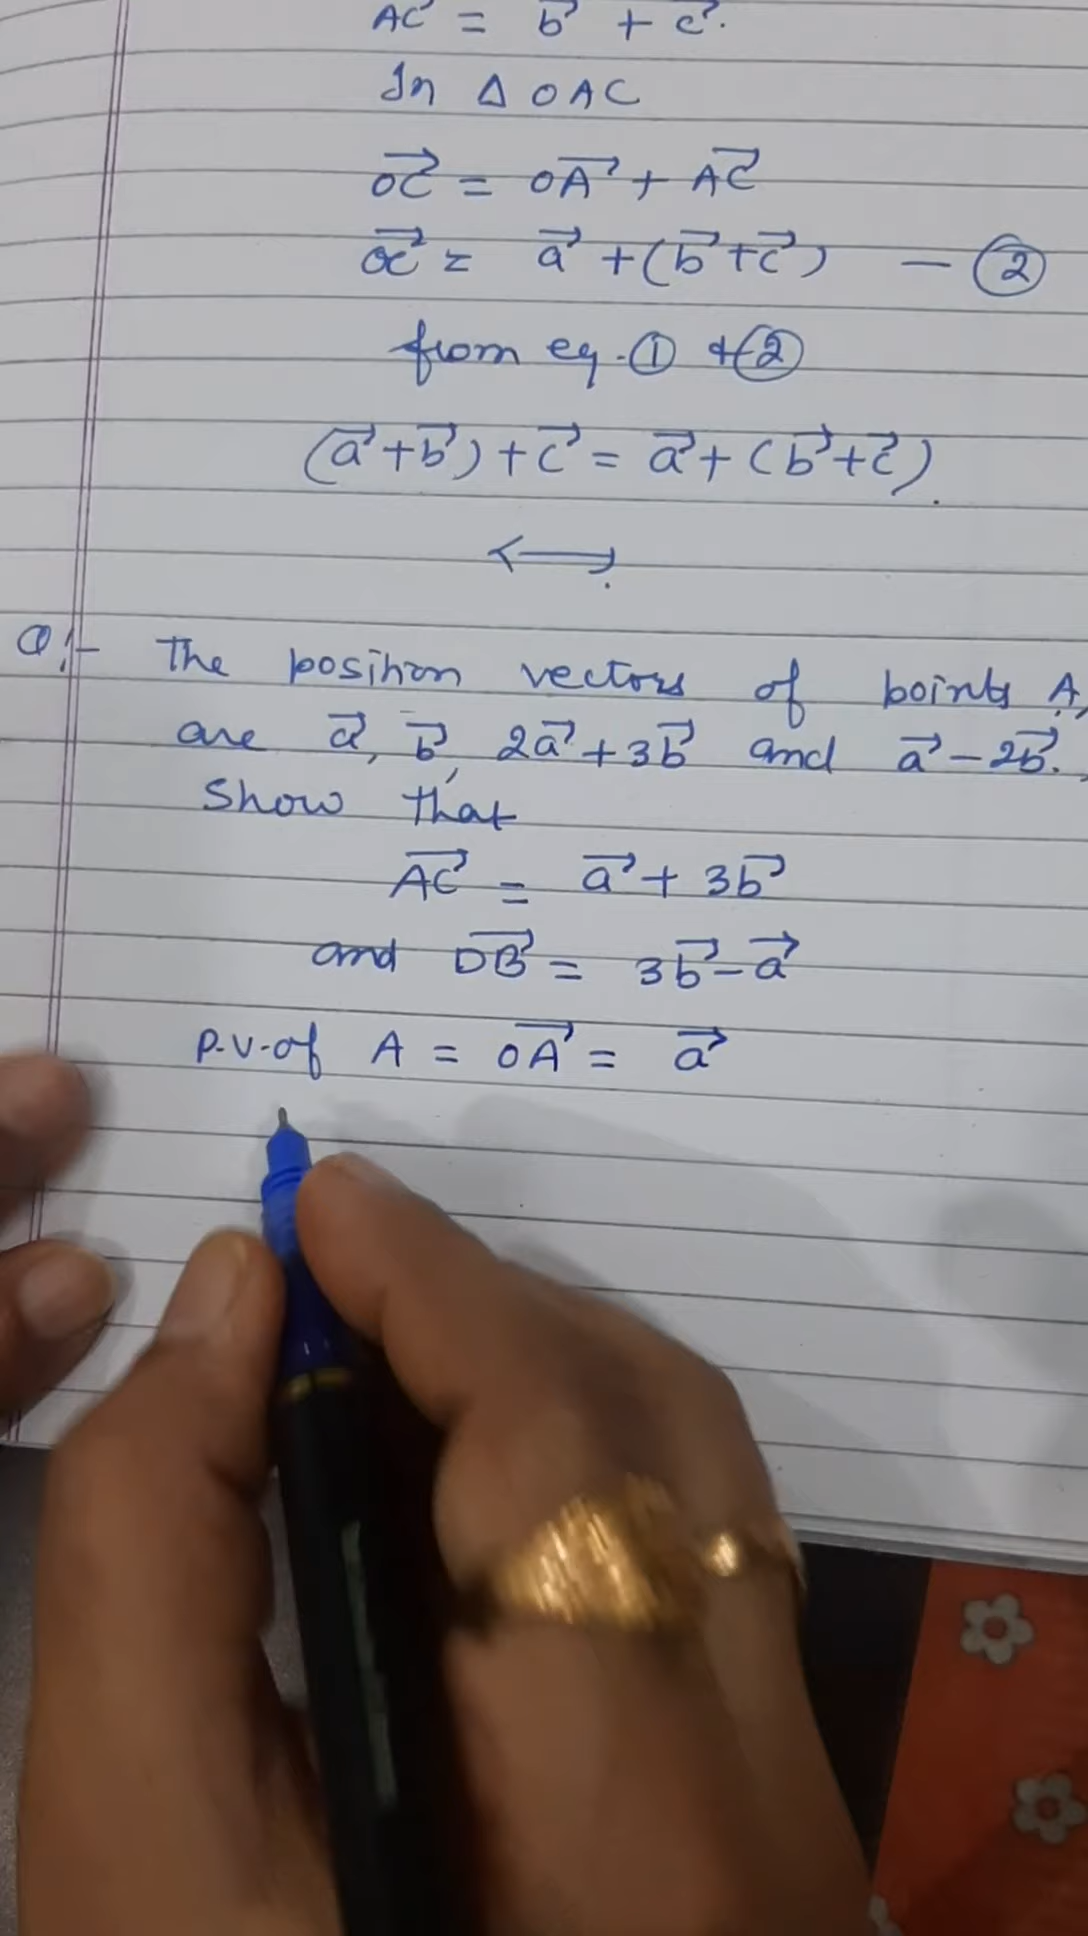 AC⃗ = b⃗ + c⃗.
In Δ OAC
OC⃗ = OA⃗ + AC⃗
OC⃗ = a⃗ + (b⃗ + c⃗) — ②
from eq. ① & ②
(a⃗ + b⃗) + c⃗ = a⃗ + (b⃗ + c⃗).
Q:- The position vectors of points A,
are a⃗, b⃗, 2a⃗ + 3b⃗ and a⃗ - 2b⃗.
Show that
AC⃗ = a⃗ + 3b⃗
and DB⃗ = 3b⃗ - a⃗
P.V. of A = OA⃗ = a⃗